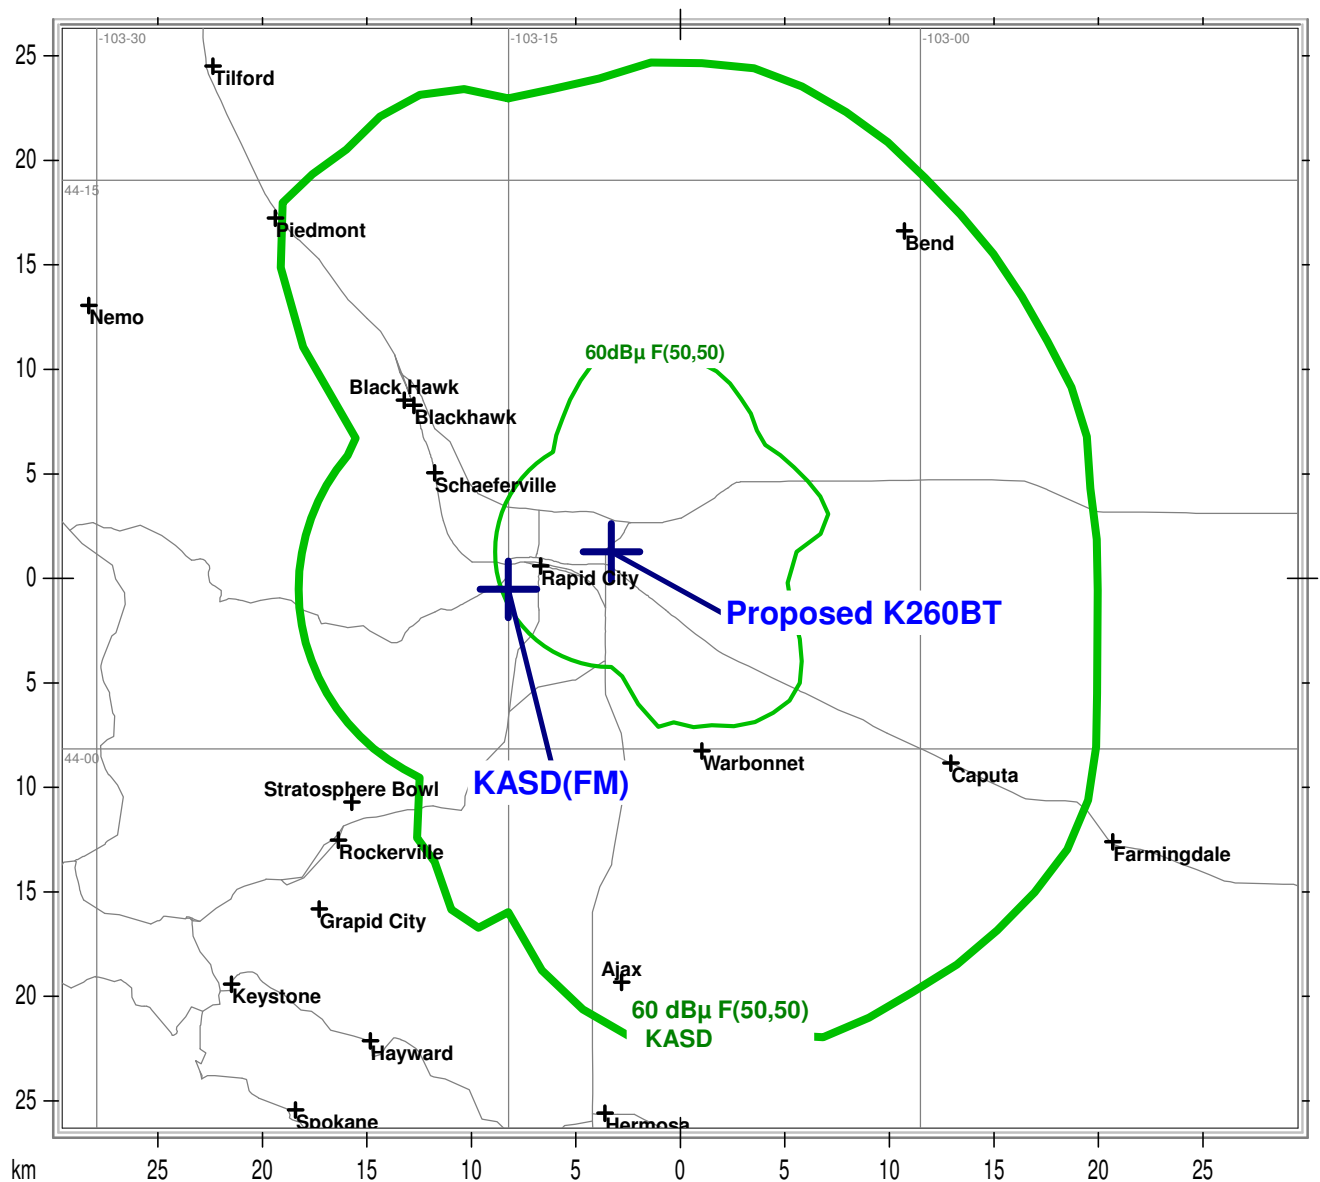 -103-30
-103-15
-103-00
25
Tilford
20
44-15
Piedmont
Bend
15
Nemo
60dBµ F(50,50)
10
Black Hawk
Blackhawk
5
Schaeferville
0
Rapid City
Proposed K260BT
5
44-00
Warbonnet
Caputa
KASD(FM)
10
Stratosphere Bowl
Rockerville
Farmingdale
15
Grapid City
Ajax
20
Keystone
60 dBµ F(50,50)
KASD
Hayward
25
Spokane
Hermosa
km 25 20 15 10 5 0 5 10 15 20 25